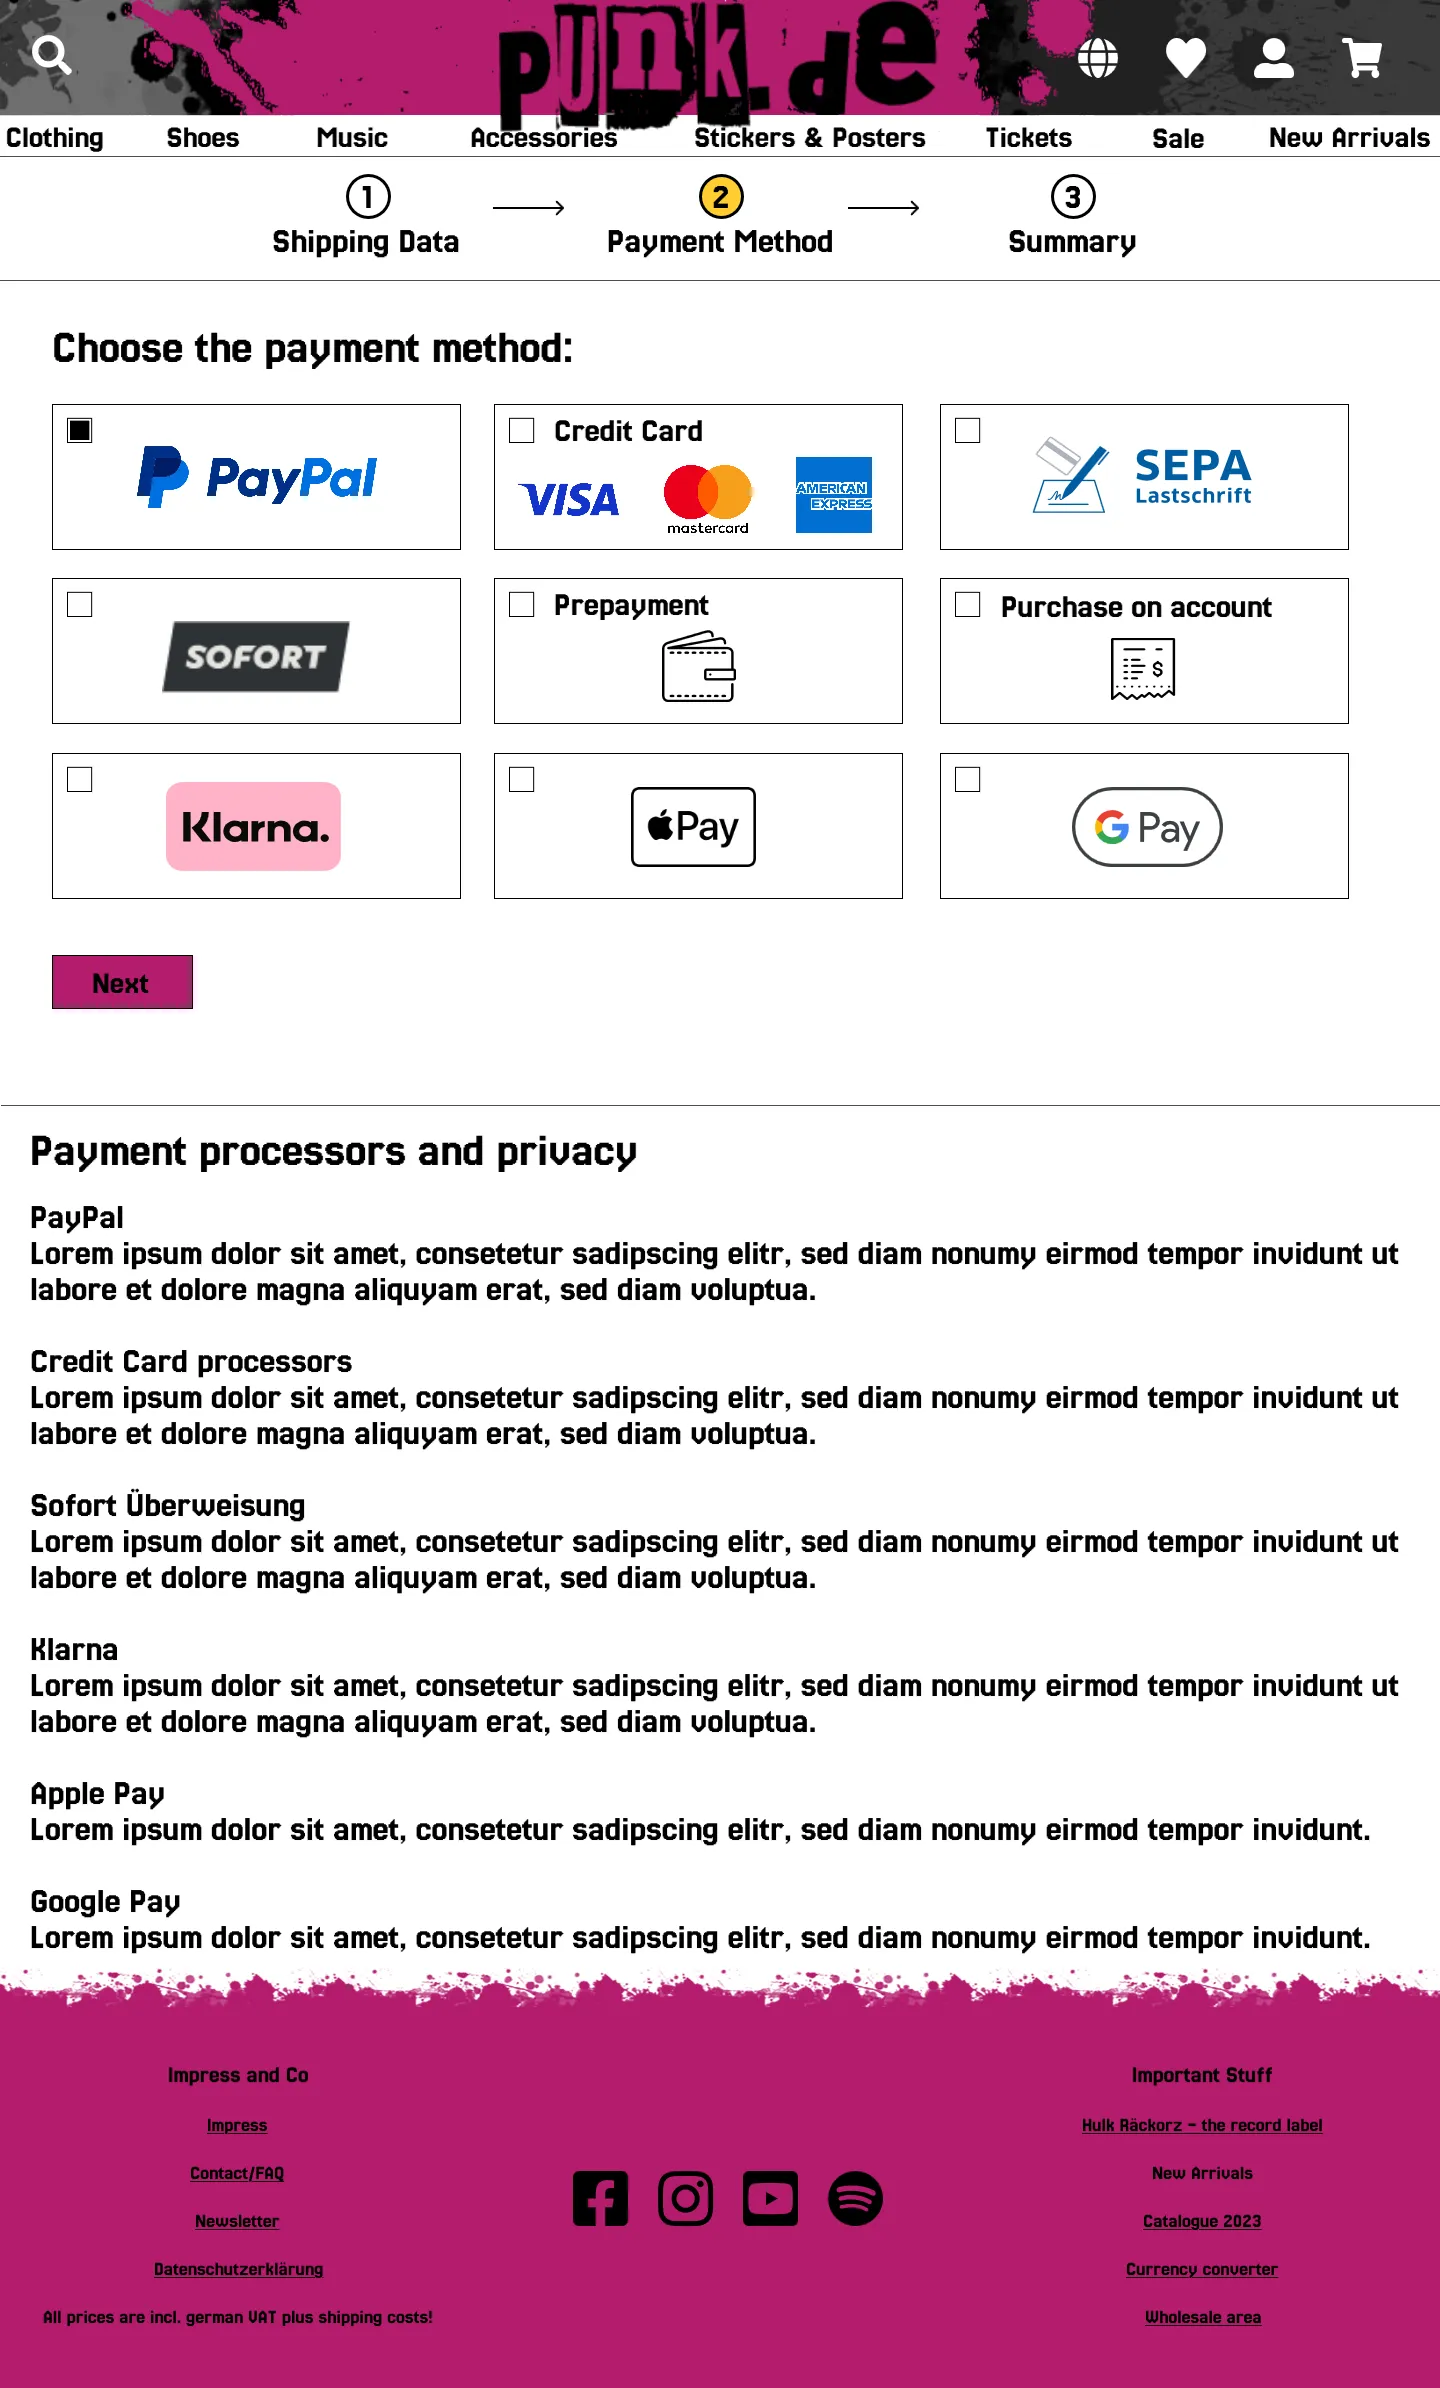 punk.de
Clothing Shoes Music Accessories Stickers & Posters Tickets Sale New Arrivals
1 2 3
Shipping Data Payment Method Summary
Choose the payment method:
PayPal
Credit Card
VISA mastercard AMERICAN EXPRESS
SEPA
Lastschrift
SOFORT
Prepayment
Purchase on account
$
Klarna.
Pay
G Pay
Next
Payment processors and privacy
PayPal
Lorem ipsum dolor sit amet, consetetur sadipscing elitr, sed diam nonumy eirmod tempor invidunt ut
labore et dolore magna aliquyam erat, sed diam voluptua.
Credit Card processors
Lorem ipsum dolor sit amet, consetetur sadipscing elitr, sed diam nonumy eirmod tempor invidunt ut
labore et dolore magna aliquyam erat, sed diam voluptua.
Sofort Überweisung
Lorem ipsum dolor sit amet, consetetur sadipscing elitr, sed diam nonumy eirmod tempor invidunt ut
labore et dolore magna aliquyam erat, sed diam voluptua.
Klarna
Lorem ipsum dolor sit amet, consetetur sadipscing elitr, sed diam nonumy eirmod tempor invidunt ut
labore et dolore magna aliquyam erat, sed diam voluptua.
Apple Pay
Lorem ipsum dolor sit amet, consetetur sadipscing elitr, sed diam nonumy eirmod tempor invidunt.
Google Pay
Lorem ipsum dolor sit amet, consetetur sadipscing elitr, sed diam nonumy eirmod tempor invidunt.
Impress and Co
Impress
Contact/FAQ
Newsletter
Datenschutzerklärung
All prices are incl. german VAT plus shipping costs!
Important Stuff
Hulk Räckorz - the record label
New Arrivals
Catalogue 2023
Currency converter
Wholesale area